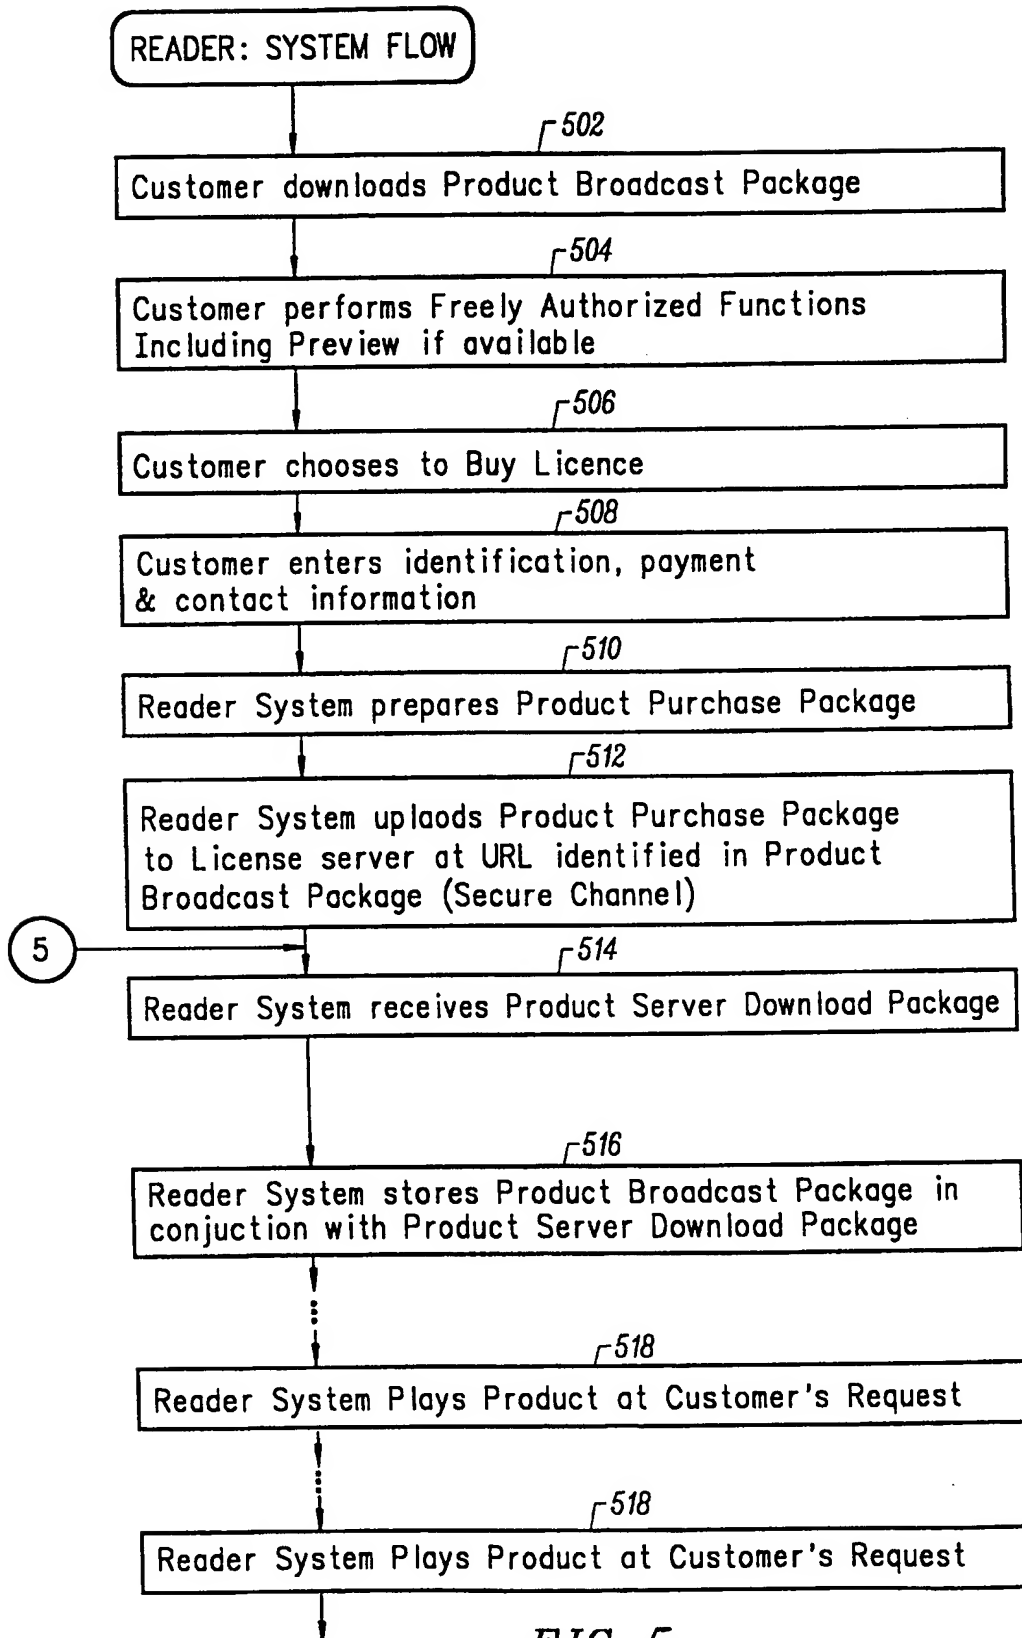 READER: SYSTEM FLOW
502
Customer downloads Product Broadcast Package
504
Customer performs Freely Authorized Functions
Including Preview if available
506
Customer chooses to Buy Licence
508
Customer enters identification, payment
& contact information
510
Reader System prepares Product Purchase Package
512
Reader System uplaods Product Purchase Package
to License server at URL identified in Product
Broadcast Package (Secure Channel)
5
514
Reader System receives Product Server Download Package
516
Reader System stores Product Broadcast Package in
conjuction with Product Server Download Package
518
Reader System Plays Product at Customer's Request
518
Reader System Plays Product at Customer's Request
FIG. 5